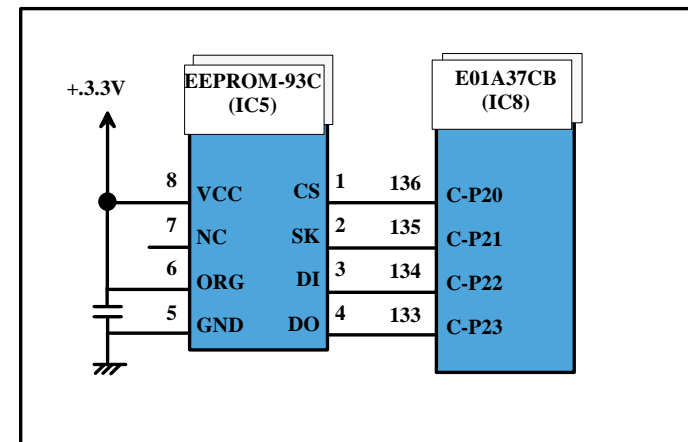 +.3.3V
EEPROM-93C
(IC5)
E01A37CB
(IC8)
8 VCC CS 1 136 C-P20
7 NC SK 2 135 C-P21
6 ORG DI 3 134 C-P22
5 GND DO 4 133 C-P23